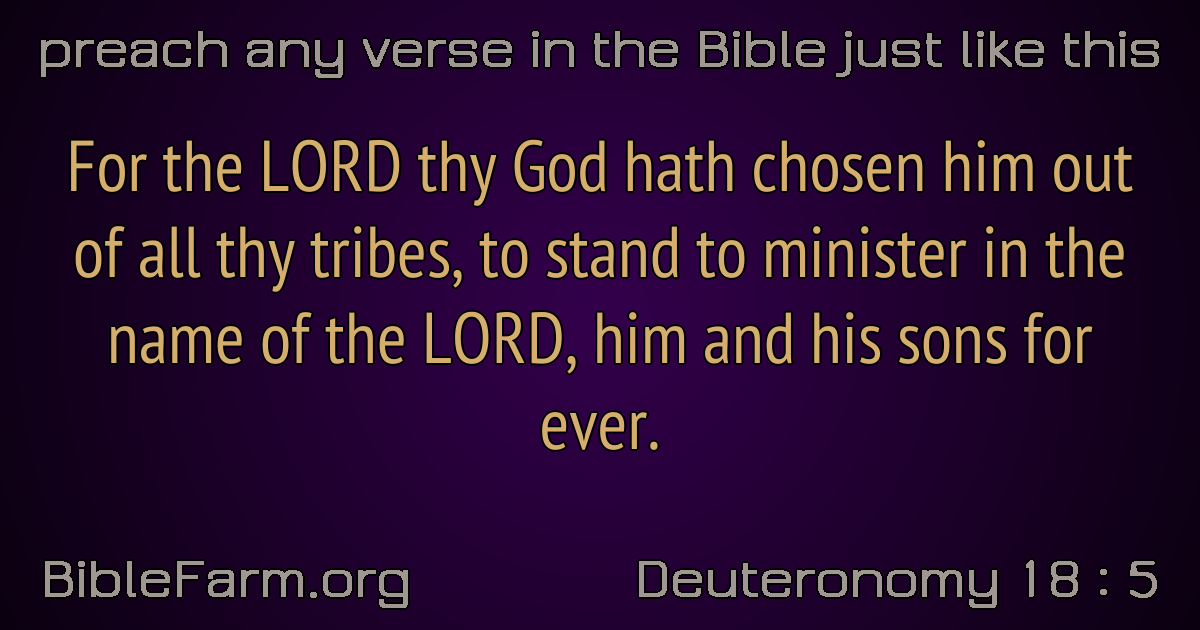 preach any verse in the Bible just like this
For the LORD thy God hath chosen him out
of all thy tribes, to stand to minister in the
name of the LORD, him and his sons for
ever.
BibleFarm.org
Deuteronomy 18 : 5